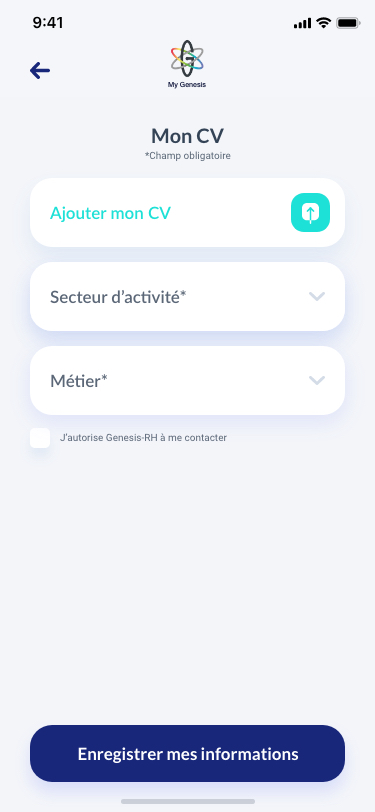 9:41
My Genesis
Mon CV
*Champ obligatoire
Ajouter mon CV
Secteur d'activité*
Métier*
J'autorise Genesis-RH à me contacter
Enregistrer mes informations